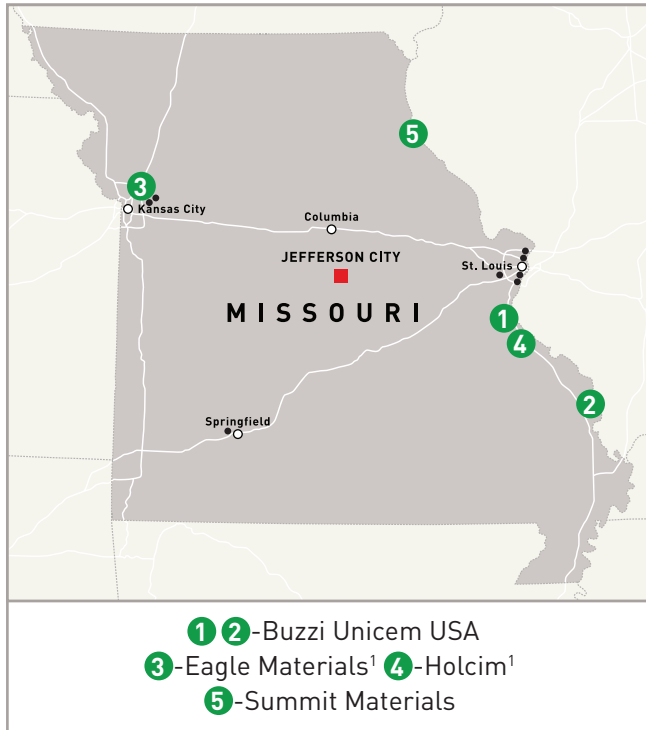 5
3
Kansas City
Columbia
JEFFERSON CITY
St. Louis
MISSOURI
1
4
2
Springfield
1 2-Buzzi Unicem USA
3-Eagle Materials¹ 4-Holcim¹
5-Summit Materials